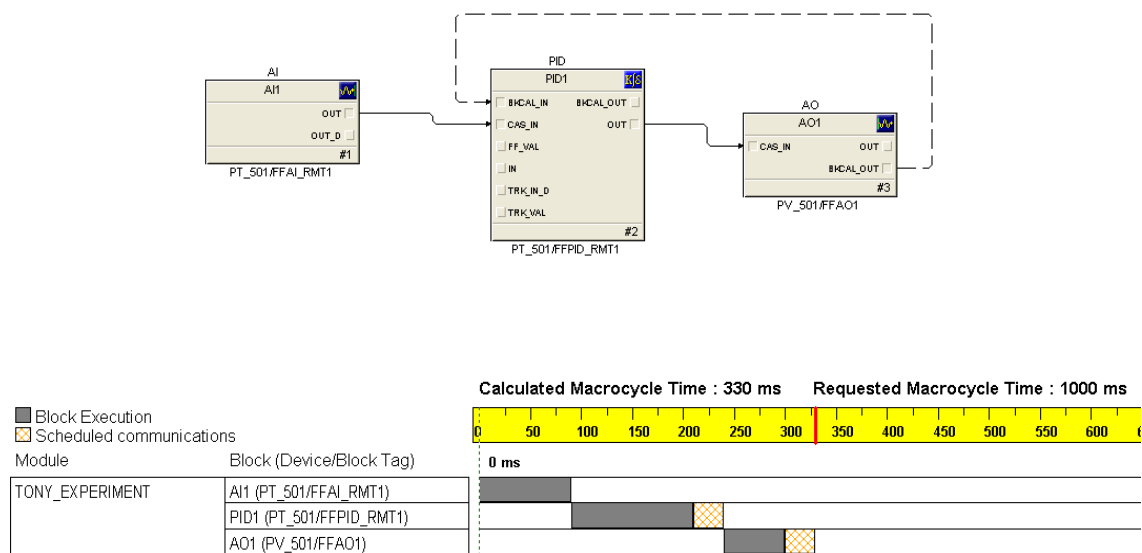 AI
AI1
OUT
OUT_D
#1
PT_501/FFAI_RMT1
PID
PID1
BKCAL_IN BKCAL_OUT
CAS_IN OUT
FF_VAL
IN
TRK_IN_D
TRK_VAL
#2
PT_501/FFPID_RMT1
AO
AO1
CAS_IN OUT
BKCAL_OUT
#3
PV_501/FFAO1
Calculated Macrocycle Time : 330 ms Requested Macrocycle Time : 1000 ms
Block Execution
Scheduled communications
0 50 100 150 200 250 300 350 400 450 500 550 600
Module Block (Device/Block Tag) 0 ms
TONY_EXPERIMENT AI1 (PT_501/FFAI_RMT1)
PID1 (PT_501/FFPID_RMT1)
AO1 (PV_501/FFAO1)